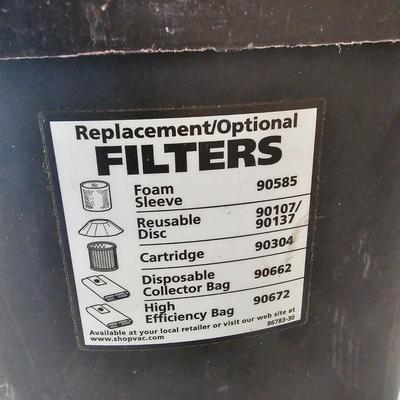 Replacement/Optional
FILTERS
Foam
Sleeve 90585
Reusable 90107/
Disc 90137
Cartridge 90304
Disposable
Collector Bag 90662
High
Efficiency Bag 90672
Available at your local retailer or visit our web site at
www.shopvac.com 86783-30